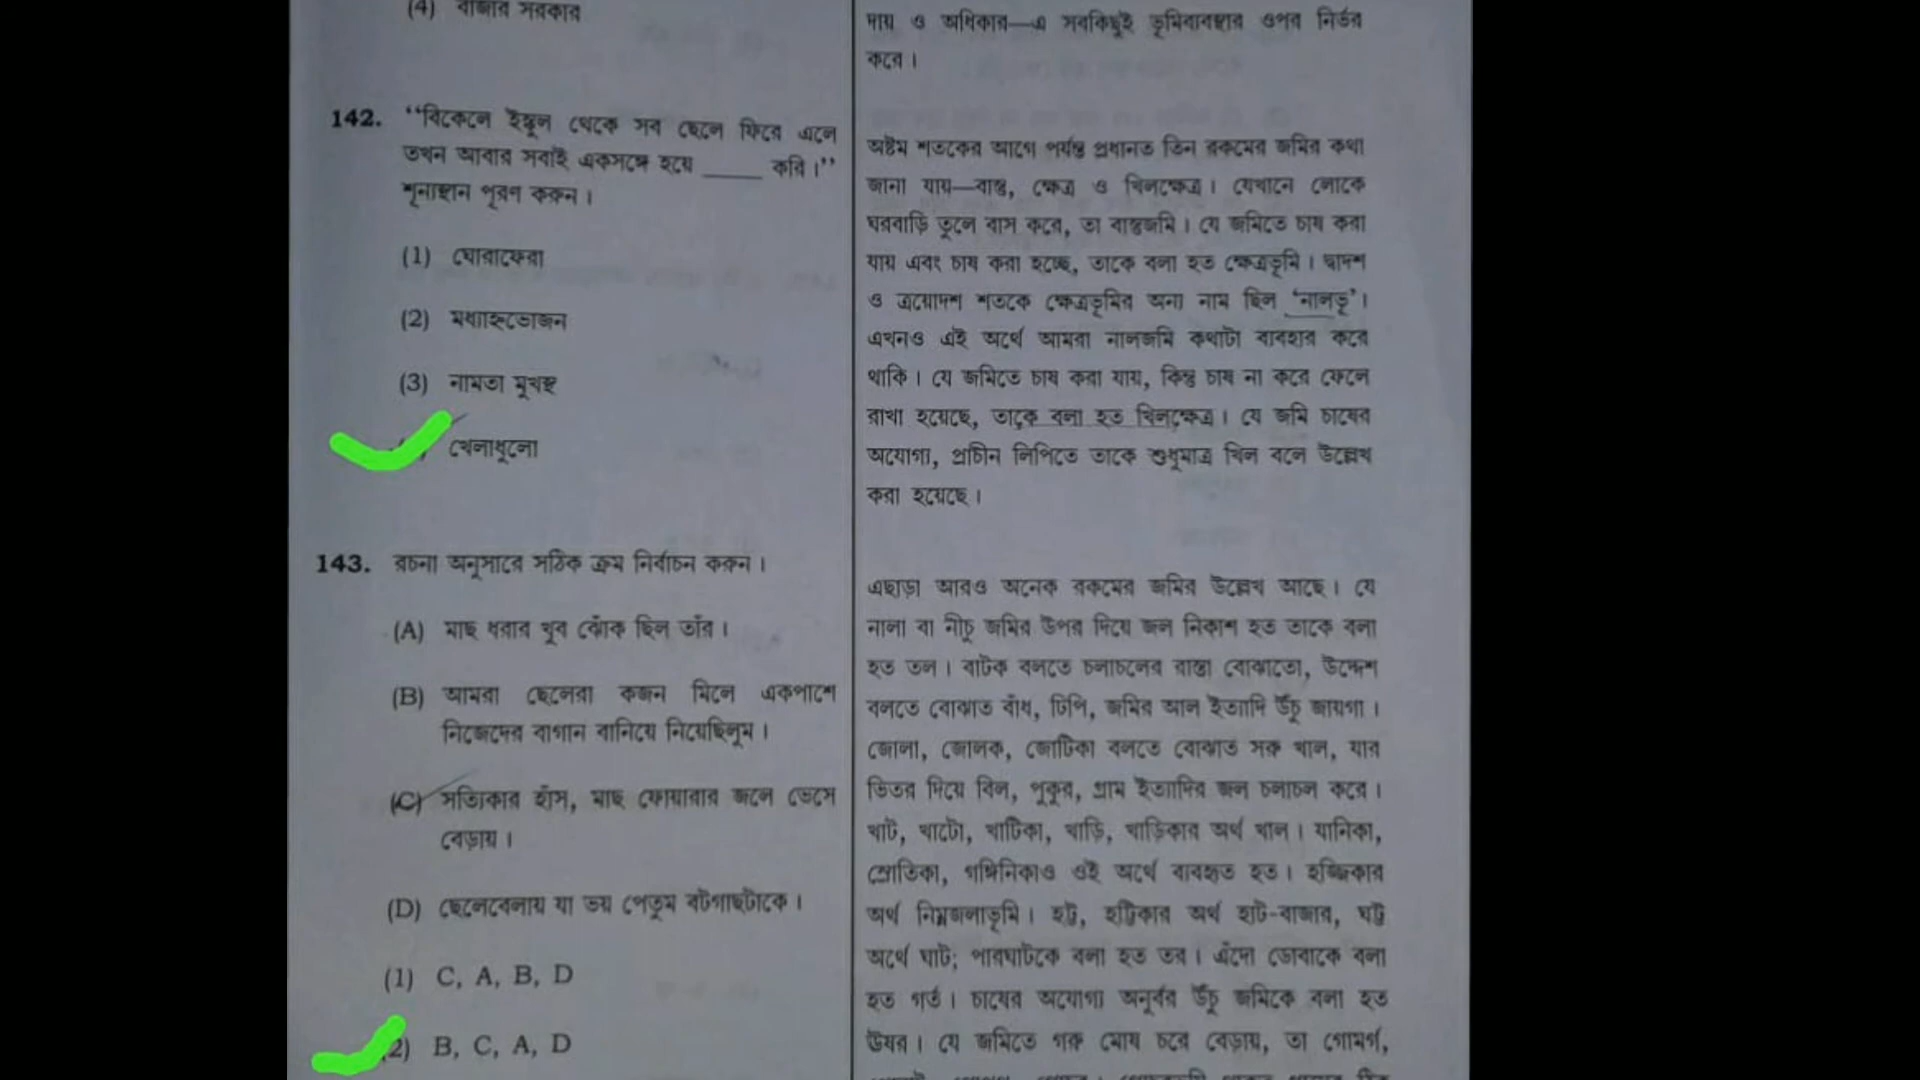 (4) বাজার সরকার
142. ‘‘বিকেলে ইস্কুল থেকে সব ছেলে ফিরে এলে
তখন আবার সবাই একসঙ্গে হয়ে _____ করি।’’
শূন্যস্থান পূরণ করুন।
(1) ঘোরাফেরা
(2) মধ্যাহ্নভোজন
(3) নামতা মুখস্থ
খেলাধুলো
143. রচনা অনুসারে সঠিক ক্রম নির্বাচন করুন।
(A) মাছ ধরার খুব ঝোঁক ছিল তাঁর।
(B) আমরা ছেলেরা কজন মিলে একপাশে
নিজেদের বাগান বানিয়ে নিয়েছিলুম।
(C) সত্যিকার হাঁস, মাছ ফোয়ারার জলে ভেসে
বেড়ায়।
(D) ছেলেবেলায় যা ভয় পেতুম বটগাছটাকে।
(1) C, A, B, D
(2) B, C, A, D
দায় ও অধিকার—এ সবকিছুই ভূমিব্যবস্থার ওপর নির্ভর
করে।
অষ্টম শতকের আগে পর্যন্ত প্রধানত তিন রকমের জমির কথা
জানা যায়—বাস্তু, ক্ষেত্র ও খিলক্ষেত্র। যেখানে লোকে
ঘরবাড়ি তুলে বাস করে, তা বাস্তুজমি। যে জমিতে চাষ করা
যায় এবং চাষ করা হচ্ছে, তাকে বলা হত ক্ষেত্রভূমি। দ্বাদশ
ও ত্রয়োদশ শতকে ক্ষেত্রভূমির অন্য নাম ছিল ‘নালভূ’।
এখনও এই অর্থে আমরা নালজমি কথাটা ব্যবহার করে
থাকি। যে জমিতে চাষ করা যায়, কিন্তু চাষ না করে ফেলে
রাখা হয়েছে, তাকে বলা হত খিলক্ষেত্র। যে জমি চাষের
অযোগ্য, প্রাচীন লিপিতে তাকে শুধুমাত্র খিল বলে উল্লেখ
করা হয়েছে।
এছাড়া আরও অনেক রকমের জমির উল্লেখ আছে। যে
নালা বা নীচু জমির উপর দিয়ে জল নিকাশ হত তাকে বলা
হত তল। বাটক বলতে চলাচলের রাস্তা বোঝাতো, উদ্দেশ
বলতে বোঝাত বাঁধ, ঢিপি, জমির আল ইত্যাদি উঁচু জায়গা।
জোলা, জোলক, জোটিকা বলতে বোঝাত সরু খাল, যার
ভিতর দিয়ে বিল, পুকুর, গ্রাম ইত্যাদির জল চলাচল করে।
খাট, খাটো, খাটিকা, খাড়ি, খাড়িকার অর্থ খাল। যানিকা,
স্রোতিকা, গঙ্গিনিকাও ওই অর্থে ব্যবহৃত হত। হজ্জিকার
অর্থ নিম্নজলাভূমি। হট্ট, হট্টিকার অর্থ হাট-বাজার, ঘট্ট
অর্থে ঘাট; পারঘাটকে বলা হত তর। এঁদো ডোবাকে বলা
হত গর্ত। চাষের অযোগ্য অনুর্বর উঁচু জমিকে বলা হত
ঊষর। যে জমিতে গরু মোষ চরে বেড়ায়, তা গোমর্গ,